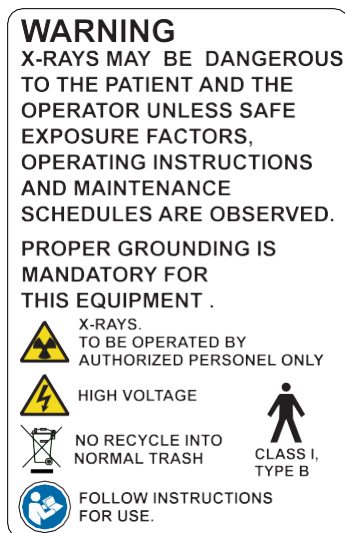 WARNING
X-RAYS MAY BE DANGEROUS
TO THE PATIENT AND THE
OPERATOR UNLESS SAFE
EXPOSURE FACTORS,
OPERATING INSTRUCTIONS
AND MAINTENANCE
SCHEDULES ARE OBSERVED.
PROPER GROUNDING IS
MANDATORY FOR
THIS EQUIPMENT .
X-RAYS.
TO BE OPERATED BY
AUTHORIZED PERSONEL ONLY
HIGH VOLTAGE
NO RECYCLE INTO
NORMAL TRASH
CLASS I,
TYPE B
FOLLOW INSTRUCTIONS
FOR USE.